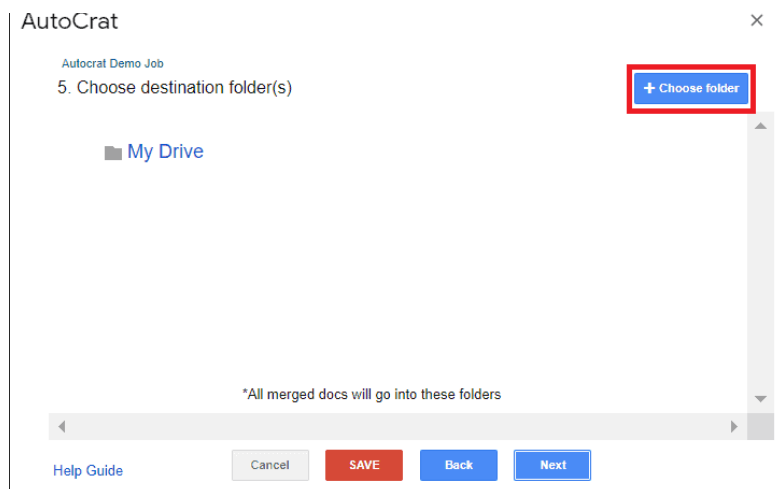 AutoCrat
Autocrat Demo Job
5. Choose destination folder(s)
+ Choose folder
My Drive
*All merged docs will go into these folders
Help Guide
Cancel
SAVE
Back
Next